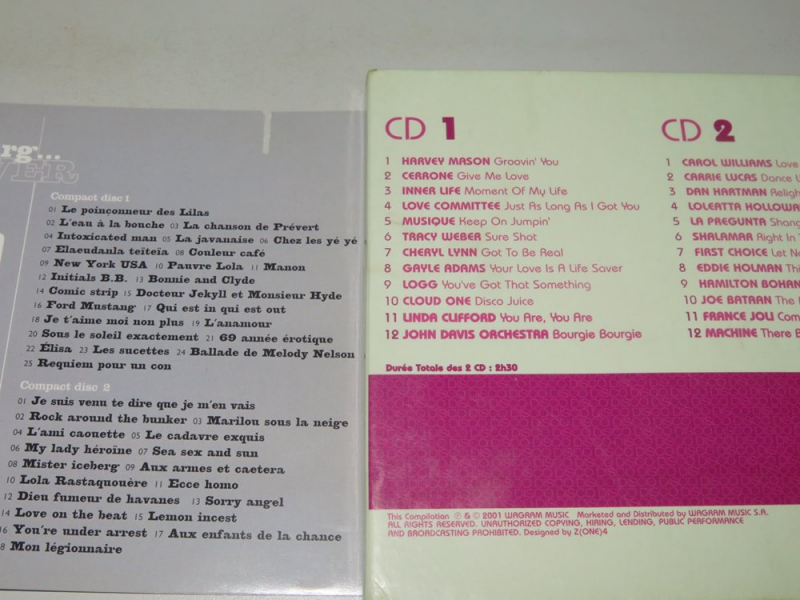 rg...
VER
Compact disc 1
01 Le poinçonneur des Lilas
02 L'eau à la bouche 03 La chanson de Prévert
04 Intoxicated man 05 La javanaise 06 Chez les yé yé
07 Elaeudanla teïteïa 08 Couleur café
09 New York USA 10 Pauvre Lola 11 Manon
12 Initials B.B. 13 Bonnie and Clyde
14 Comic strip 15 Docteur Jekyll et Monsieur Hyde
16 Ford Mustang 17 Qui est in qui est out
18 Je t'aime moi non plus 19 L'anamour
20 Sous le soleil exactement 21 69 année érotique
22 Élisa 23 Les sucettes 24 Ballade de Melody Nelson
25 Requiem pour un con
Compact disc 2
01 Je suis venu te dire que je m'en vais
02 Rock around the bunker 03 Marilou sous la neige
04 L'ami caouette 05 Le cadavre exquis
06 My lady héroïne 07 Sea sex and sun
08 Mister iceberg 09 Aux armes et caetera
10 Lola Rastaquouère 11 Ecce homo
12 Dieu fumeur de havanes 13 Sorry angel
14 Love on the beat 15 Lemon incest
16 You're under arrest 17 Aux enfants de la chance
8 Mon légionnaire
CD 1
1 HARVEY MASON Groovin' You
2 CERRONE Give Me Love
3 INNER LIFE Moment Of My Life
4 LOVE COMMITTEE Just As Long As I Got You
5 MUSIQUE Keep On Jumpin'
6 TRACY WEBER Sure Shot
7 CHERYL LYNN Got To Be Real
8 GAYLE ADAMS Your Love Is A Life Saver
9 LOGG You've Got That Something
10 CLOUD ONE Disco Juice
11 LINDA CLIFFORD You Are, You Are
12 JOHN DAVIS ORCHESTRA Bourgie Bourgie
Durée Totale des 2 CD : 2h30
CD 2
1 CAROL WILLIAMS Love
2 CARRIE LUCAS Dance
3 DAN HARTMAN Religh
4 LOLEATTA HOLLOWA
5 LA PREGUNTA Shang
6 SHALAMAR Right In
7 FIRST CHOICE Let N
8 EDDIE HOLMAN Thi
9 HAMILTON BOHAN
10 JOE BATAAN The
11 FRANCE JOLI Com
12 MACHINE There B
This Compilation ℗ & © 2001 WAGRAM MUSIC Marketed and Distributed by WAGRAM MUSIC S.A.
ALL RIGHTS RESERVED. UNAUTHORIZED COPYING, HIRING, LENDING, PUBLIC PERFORMANCE
AND BROADCASTING PROHIBITED. Designed by Z(ONE)4